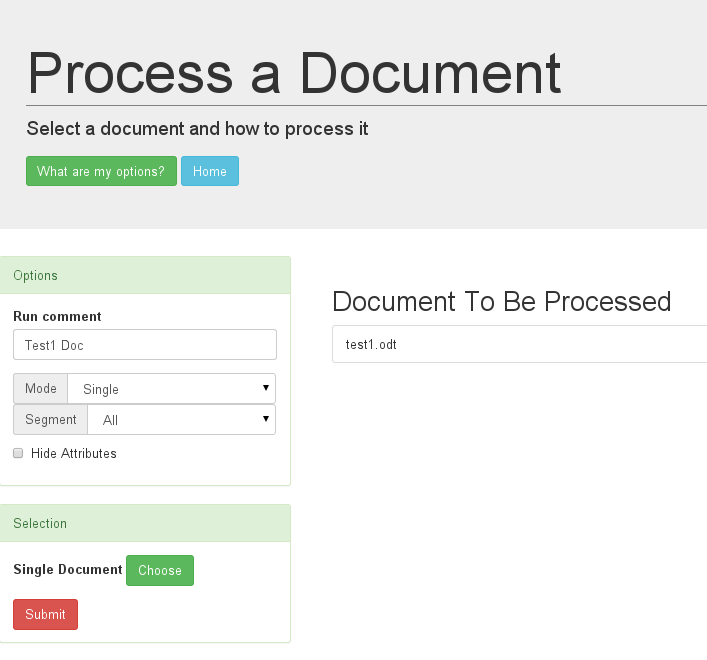 Process a Document
Select a document and how to process it
What are my options? Home
Options
Run comment
Test1 Doc
Mode Single
Segment All
Hide Attributes
Selection
Single Document Choose
Submit
Document To Be Processed
test1.odt